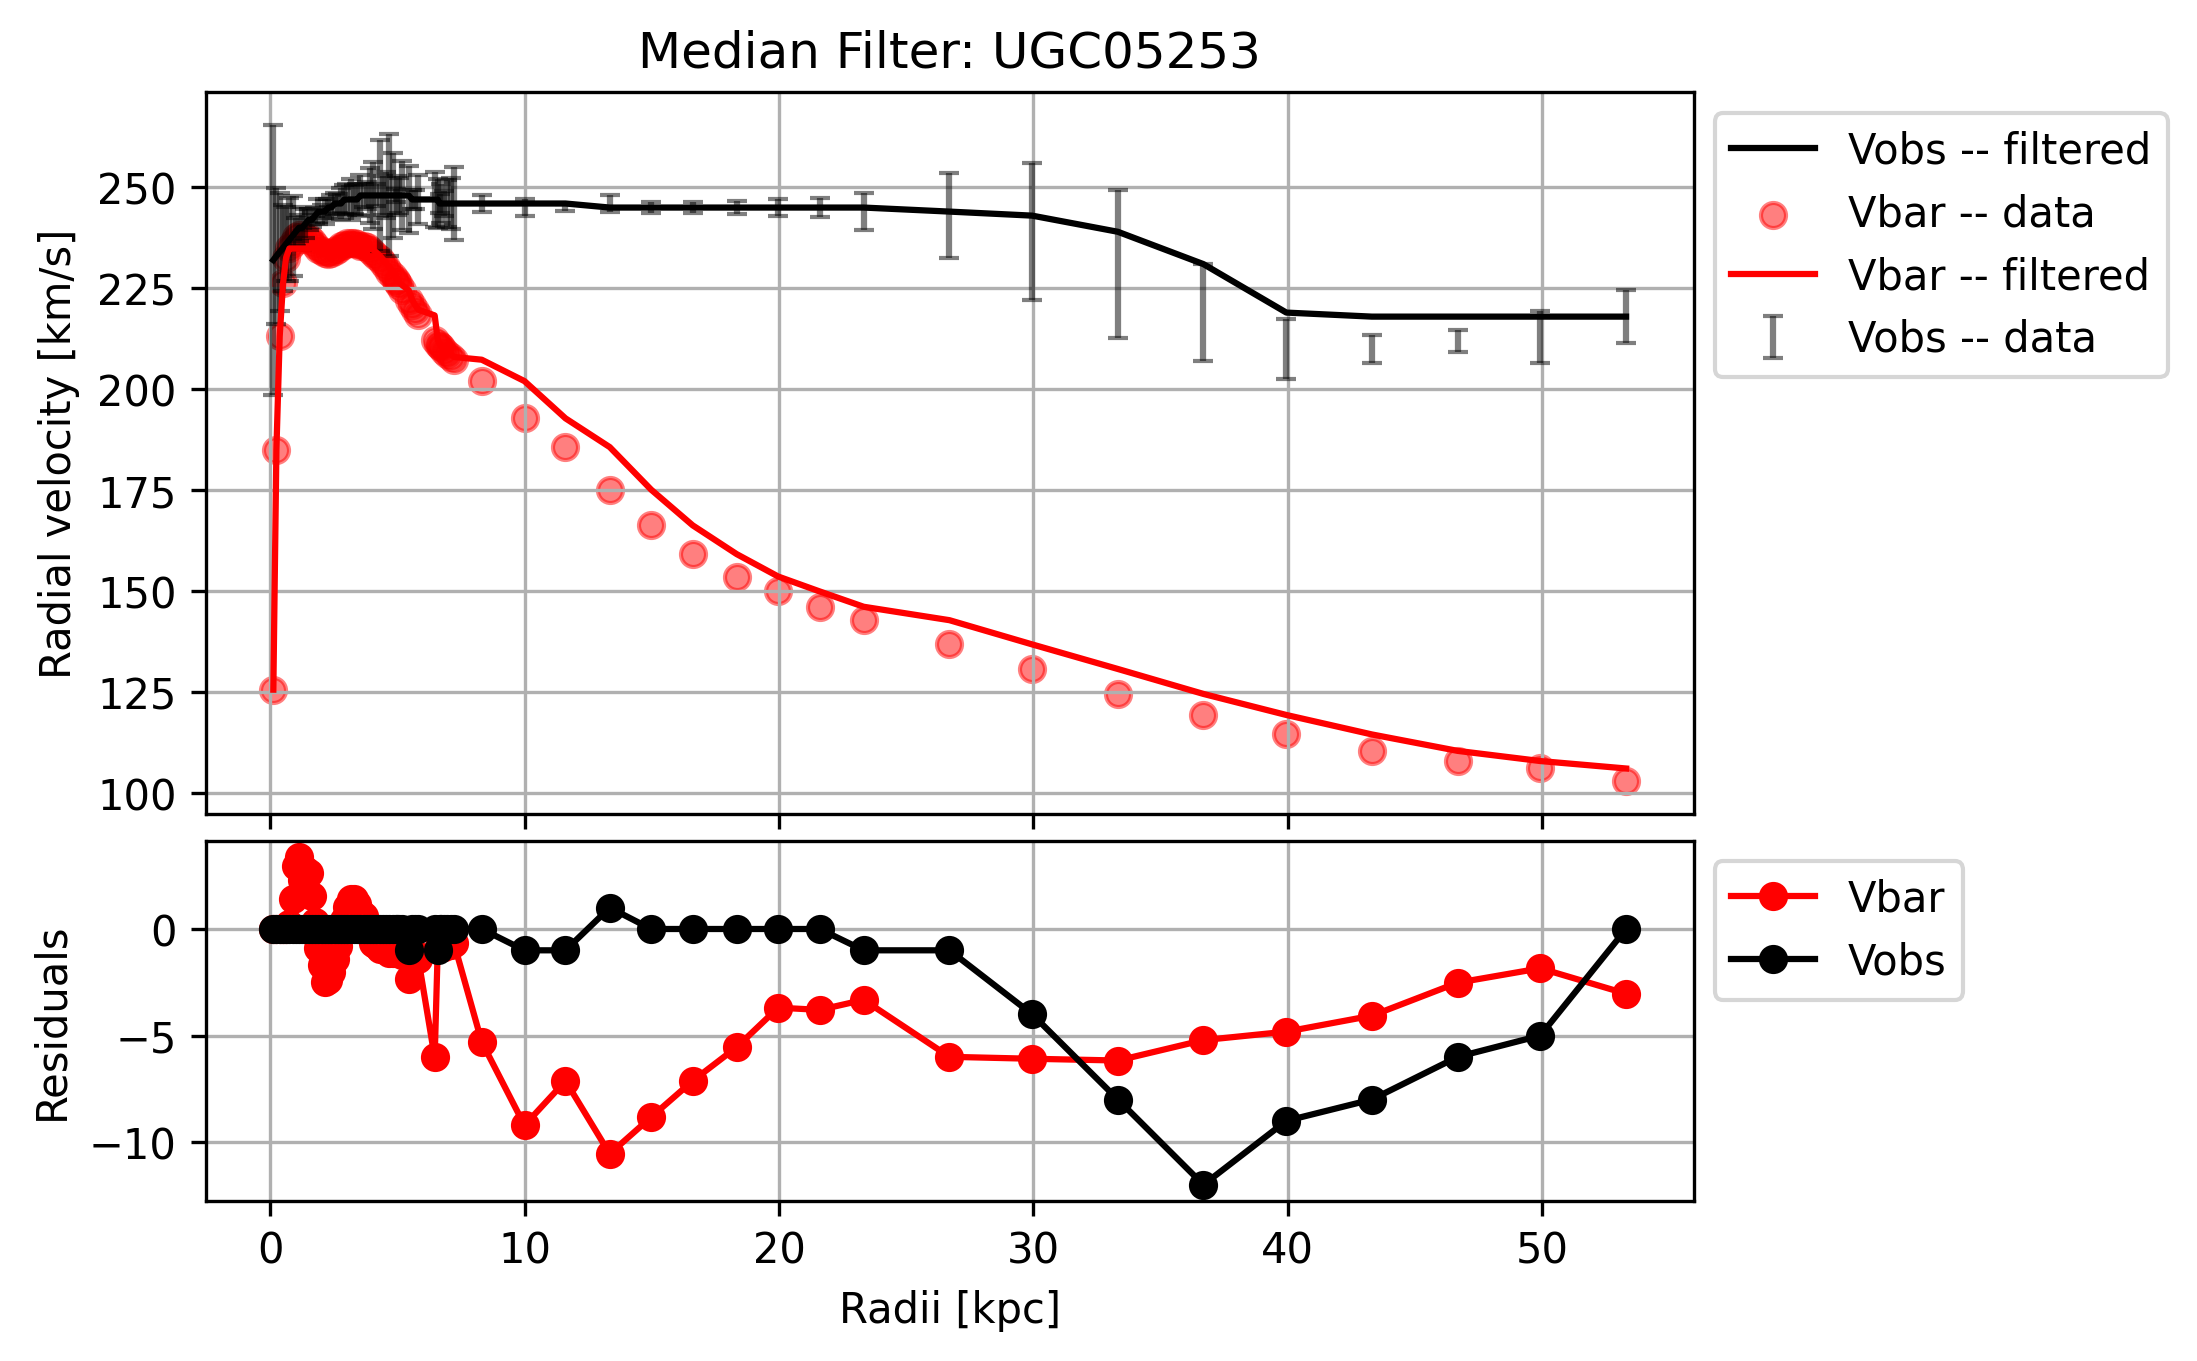 Median Filter: UGC05253
Radial velocity [km/s]
250
225
200
175
150
125
100
Vobs -- filtered
Vbar -- data
Vbar -- filtered
Vobs -- data
Residuals
0
−5
−10
Vbar
Vobs
0 10 20 30 40 50
Radii [kpc]